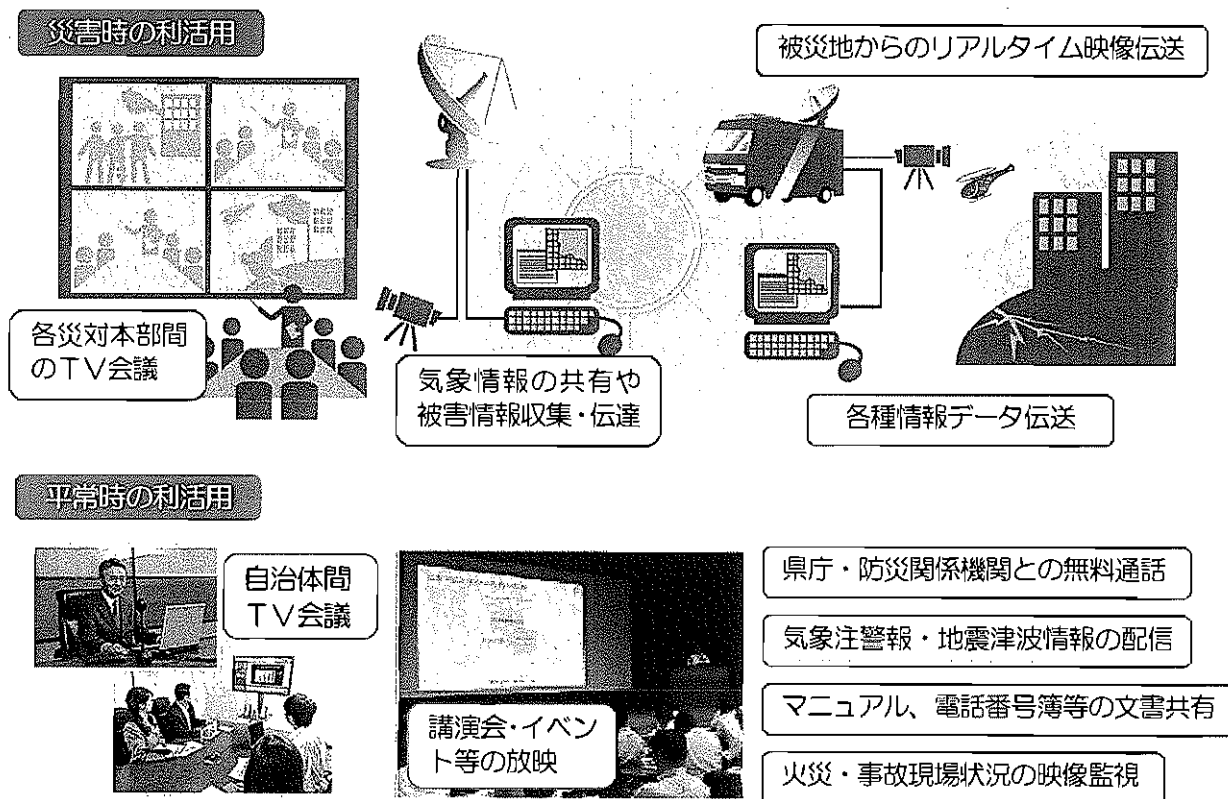 災害時の利活用
被災地からのリアルタイム映像伝送
各災対本部間
のTV会議
気象情報の共有や
被害情報収集・伝達
各種情報データ伝送
平常時の利活用
自治体間
TV会議
講演会・イベン
ト等の放映
県庁・防災関係機関との無料通話
気象注警報・地震津波情報の配信
マニュアル、電話番号簿等の文書共有
火災・事故現場状況の映像監視